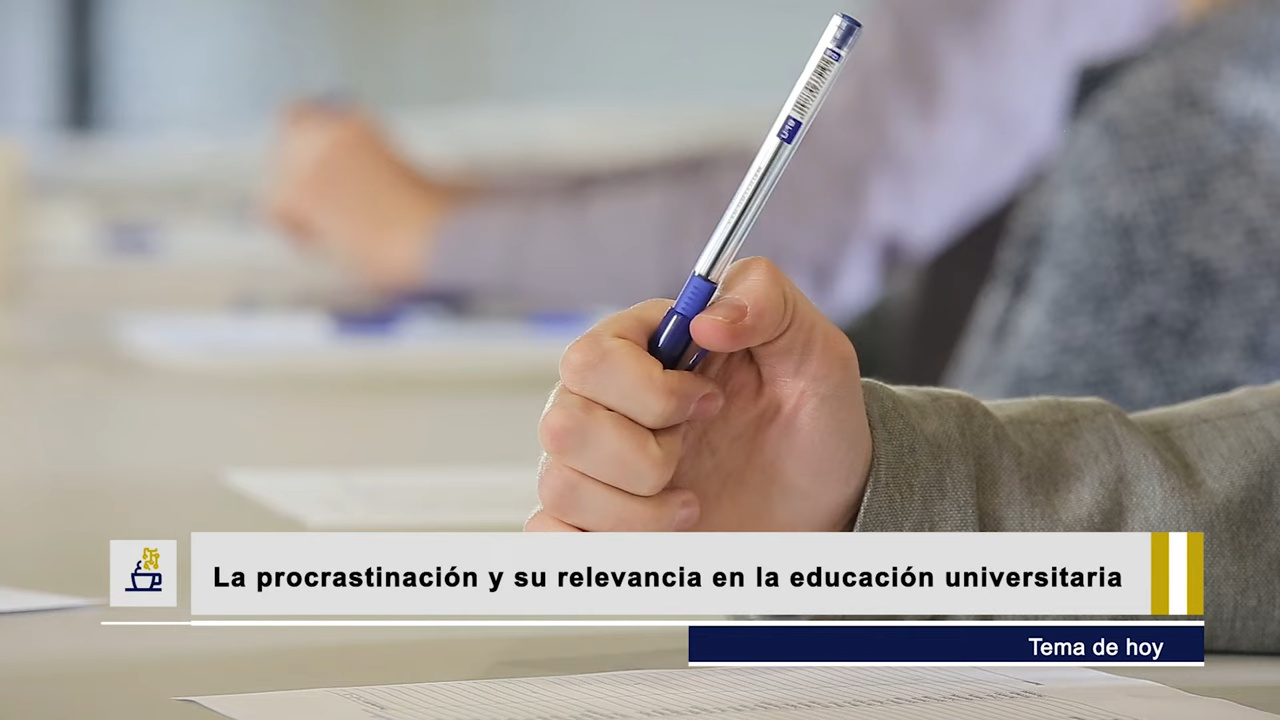 La procrastinación y su relevancia en la educación universitaria
Tema de hoy